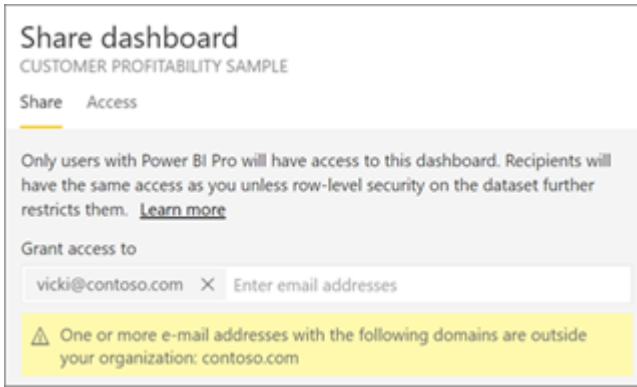 Share dashboard
CUSTOMER PROFITABILITY SAMPLE
Share Access
Only users with Power BI Pro will have access to this dashboard. Recipients will
have the same access as you unless row-level security on the dataset further
restricts them. Learn more
Grant access to
vicki@contoso.com × Enter email addresses
⚠ One or more e-mail addresses with the following domains are outside
your organization: contoso.com